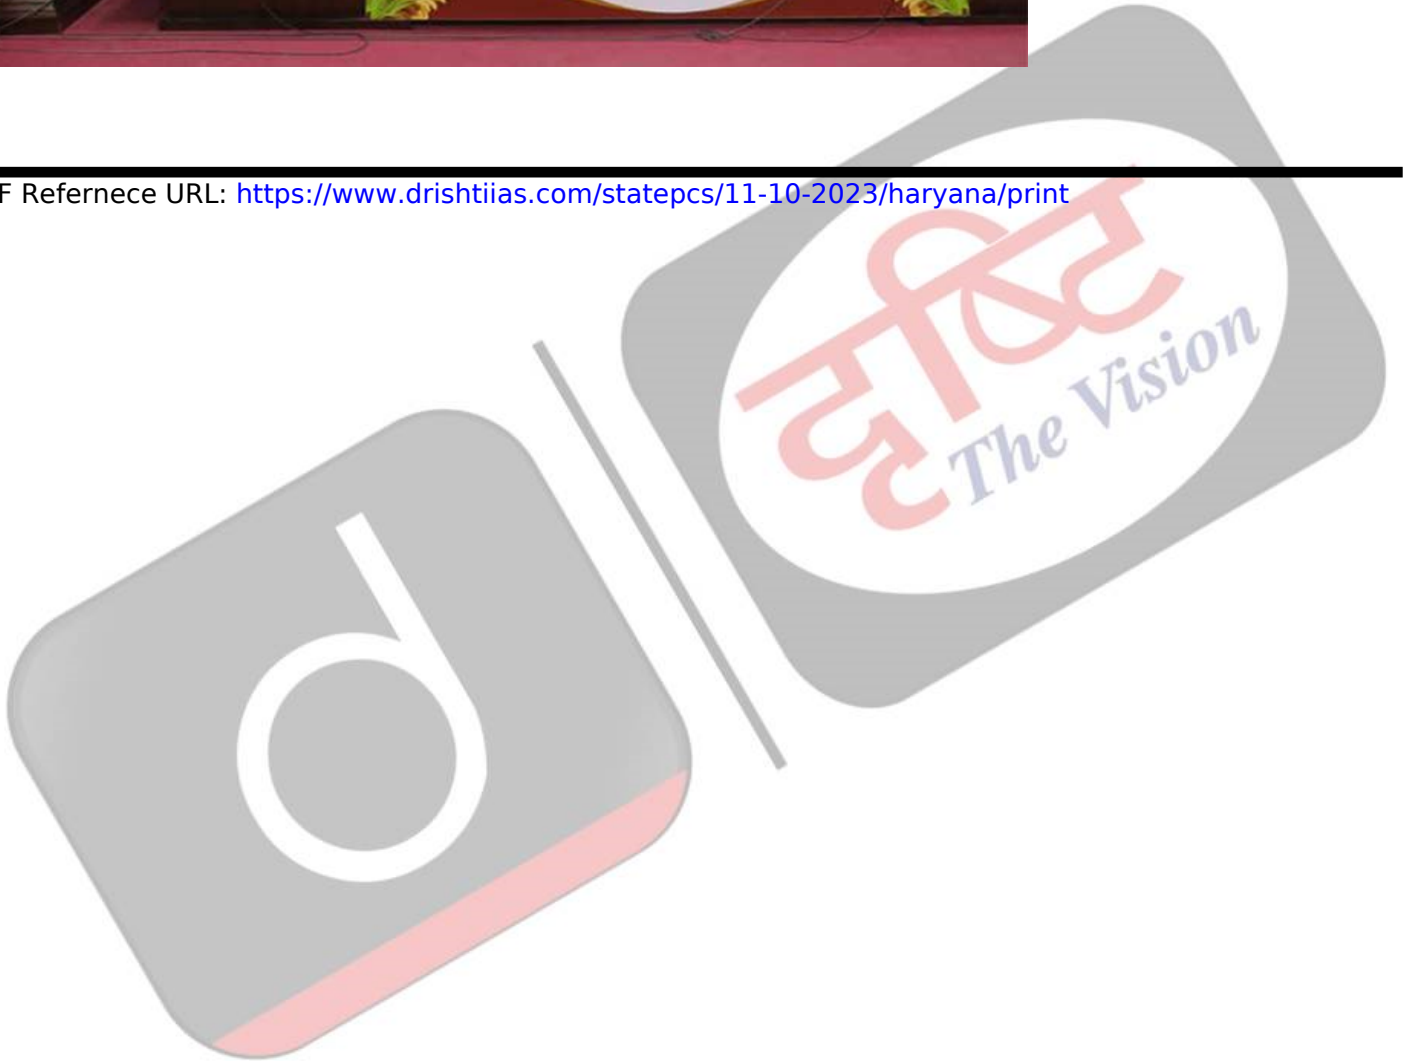 F Refernece URL: https://www.drishtiias.com/statepcs/11-10-2023/haryana/print
दृष्टि
The Vision
d